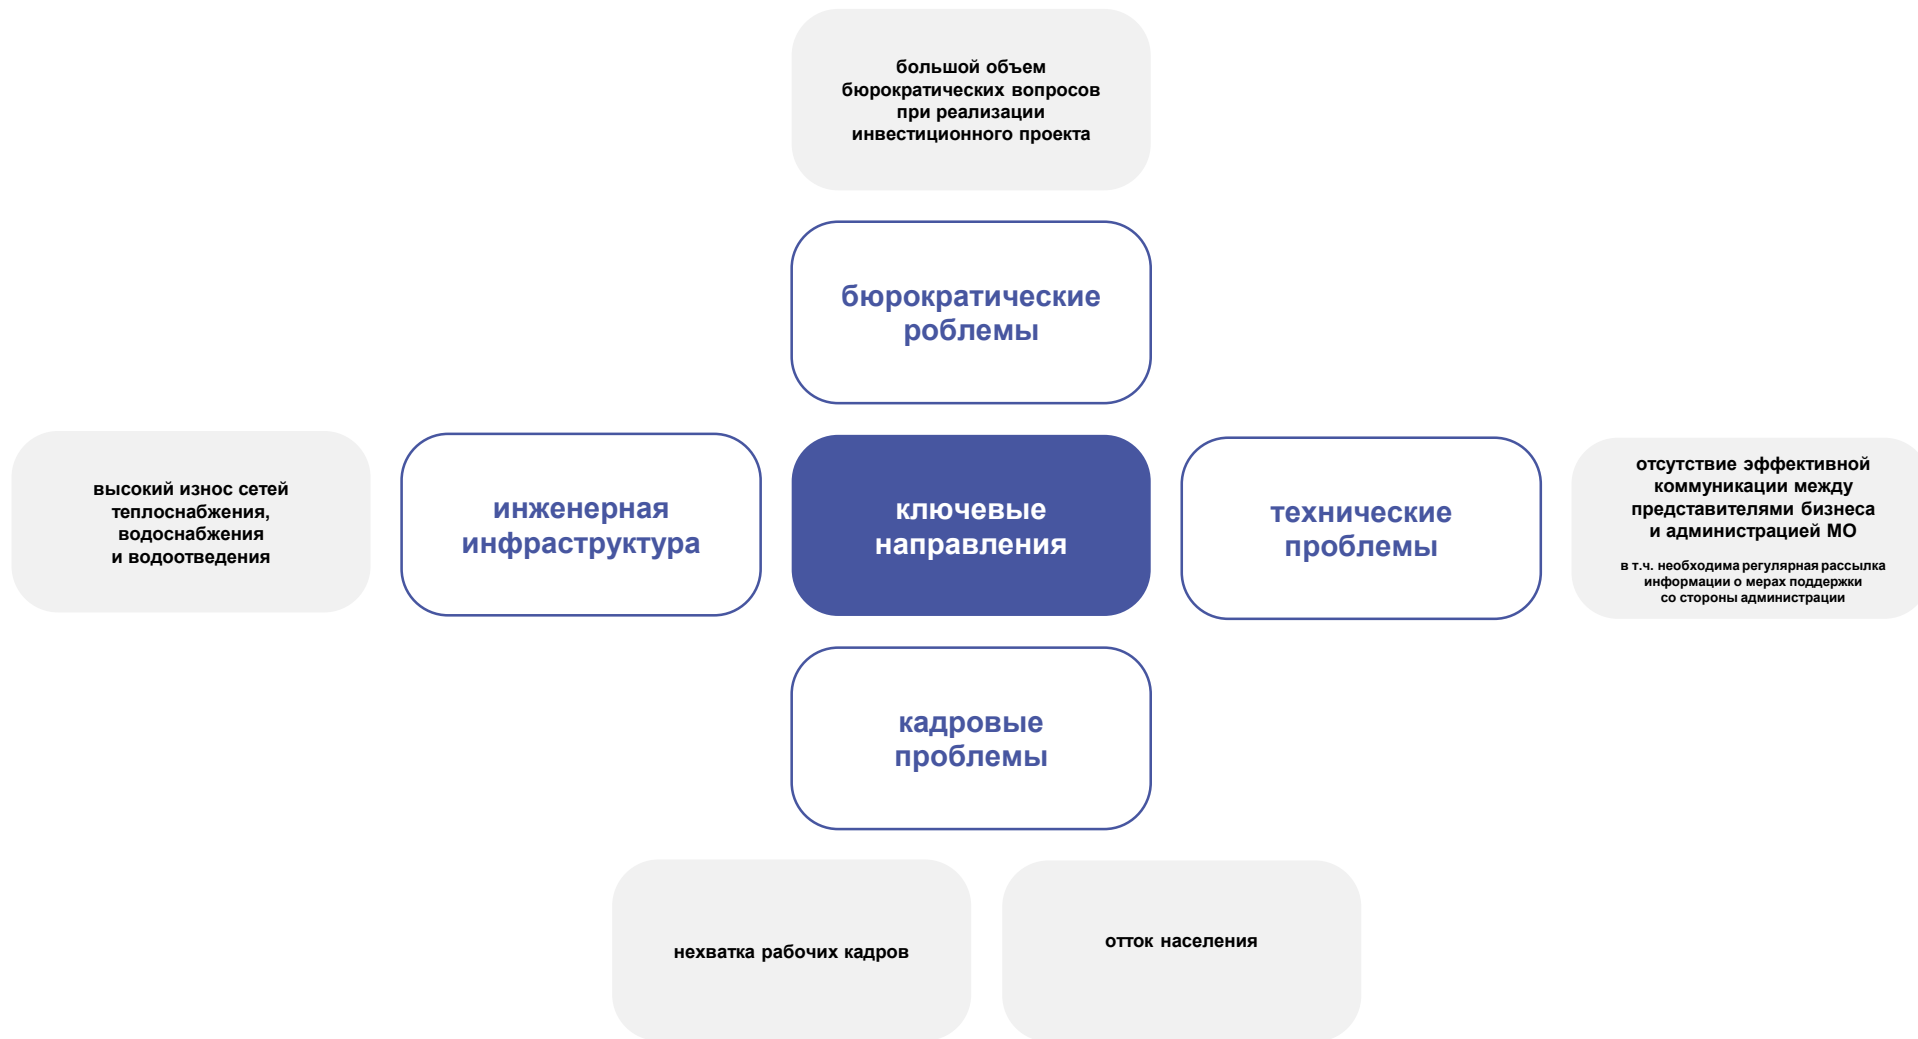 большой объем
бюрократических вопросов
при реализации
инвестиционного проекта
бюрократические
роблемы
высокий износ сетей
теплоснабжения,
водоснабжения
и водоотведения
инженерная
инфраструктура
ключевые
направления
технические
проблемы
отсутствие эффективной
коммуникации между
представителями бизнеса
и администрацией МО
в т.ч. необходима регулярная рассылка
информации о мерах поддержки
со стороны администрации
кадровые
проблемы
нехватка рабочих кадров
отток населения